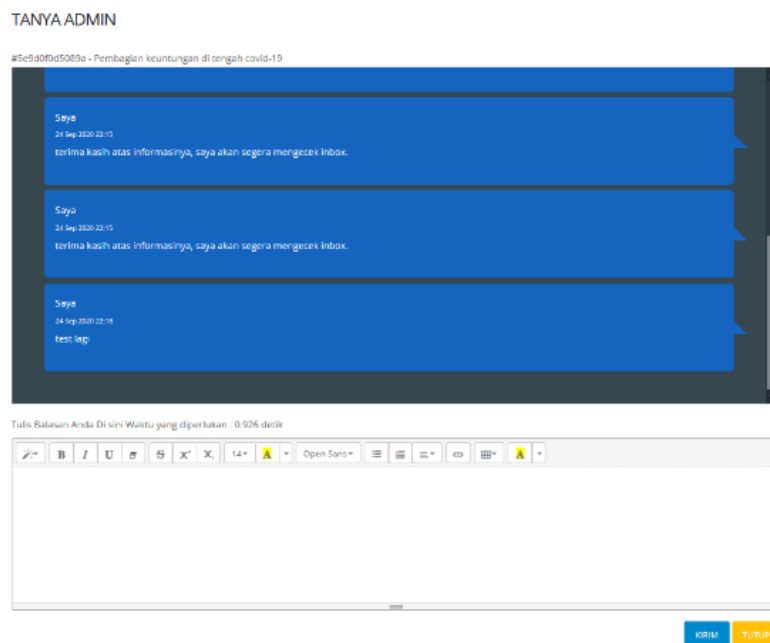 TANYA ADMIN
#5e9d0f0d5089a - Pembagian keuntungan di tengah covid-19
Saya
24 Sep 2020 22:15
terima kasih atas informasinya, saya akan segera mengecek inbox.
Saya
24 Sep 2020 22:15
terima kasih atas informasinya, saya akan segera mengecek inbox.
Saya
24 Sep 2020 22:18
test lagi
Tulis Balasan Anda Di sini Waktu yang diperlukan : 0.926 detik
B I U S X² X₂ 14 A Open Sans A
KIRIM TUTUP